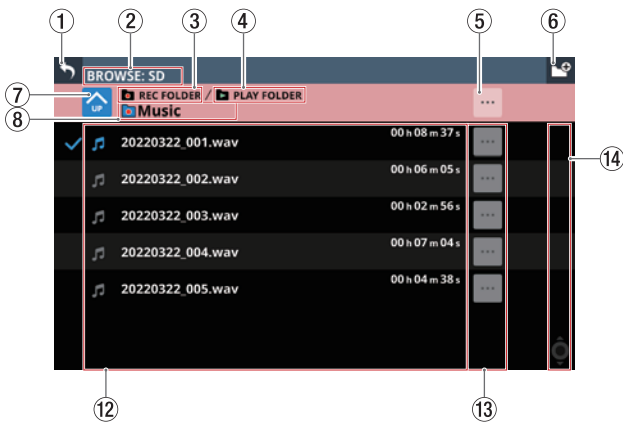 ① ② ③ ④ ⑤ ⑥
BROWSE: SD
⑦ UP REC FOLDER / PLAY FOLDER ...
⑧ Music
20220322_001.wav 00 h 08 m 37 s ...
⑭
20220322_002.wav 00 h 06 m 05 s ...
20220322_003.wav 00 h 02 m 56 s ...
20220322_004.wav 00 h 07 m 04 s ...
20220322_005.wav 00 h 04 m 38 s ...
⑫ ⑬